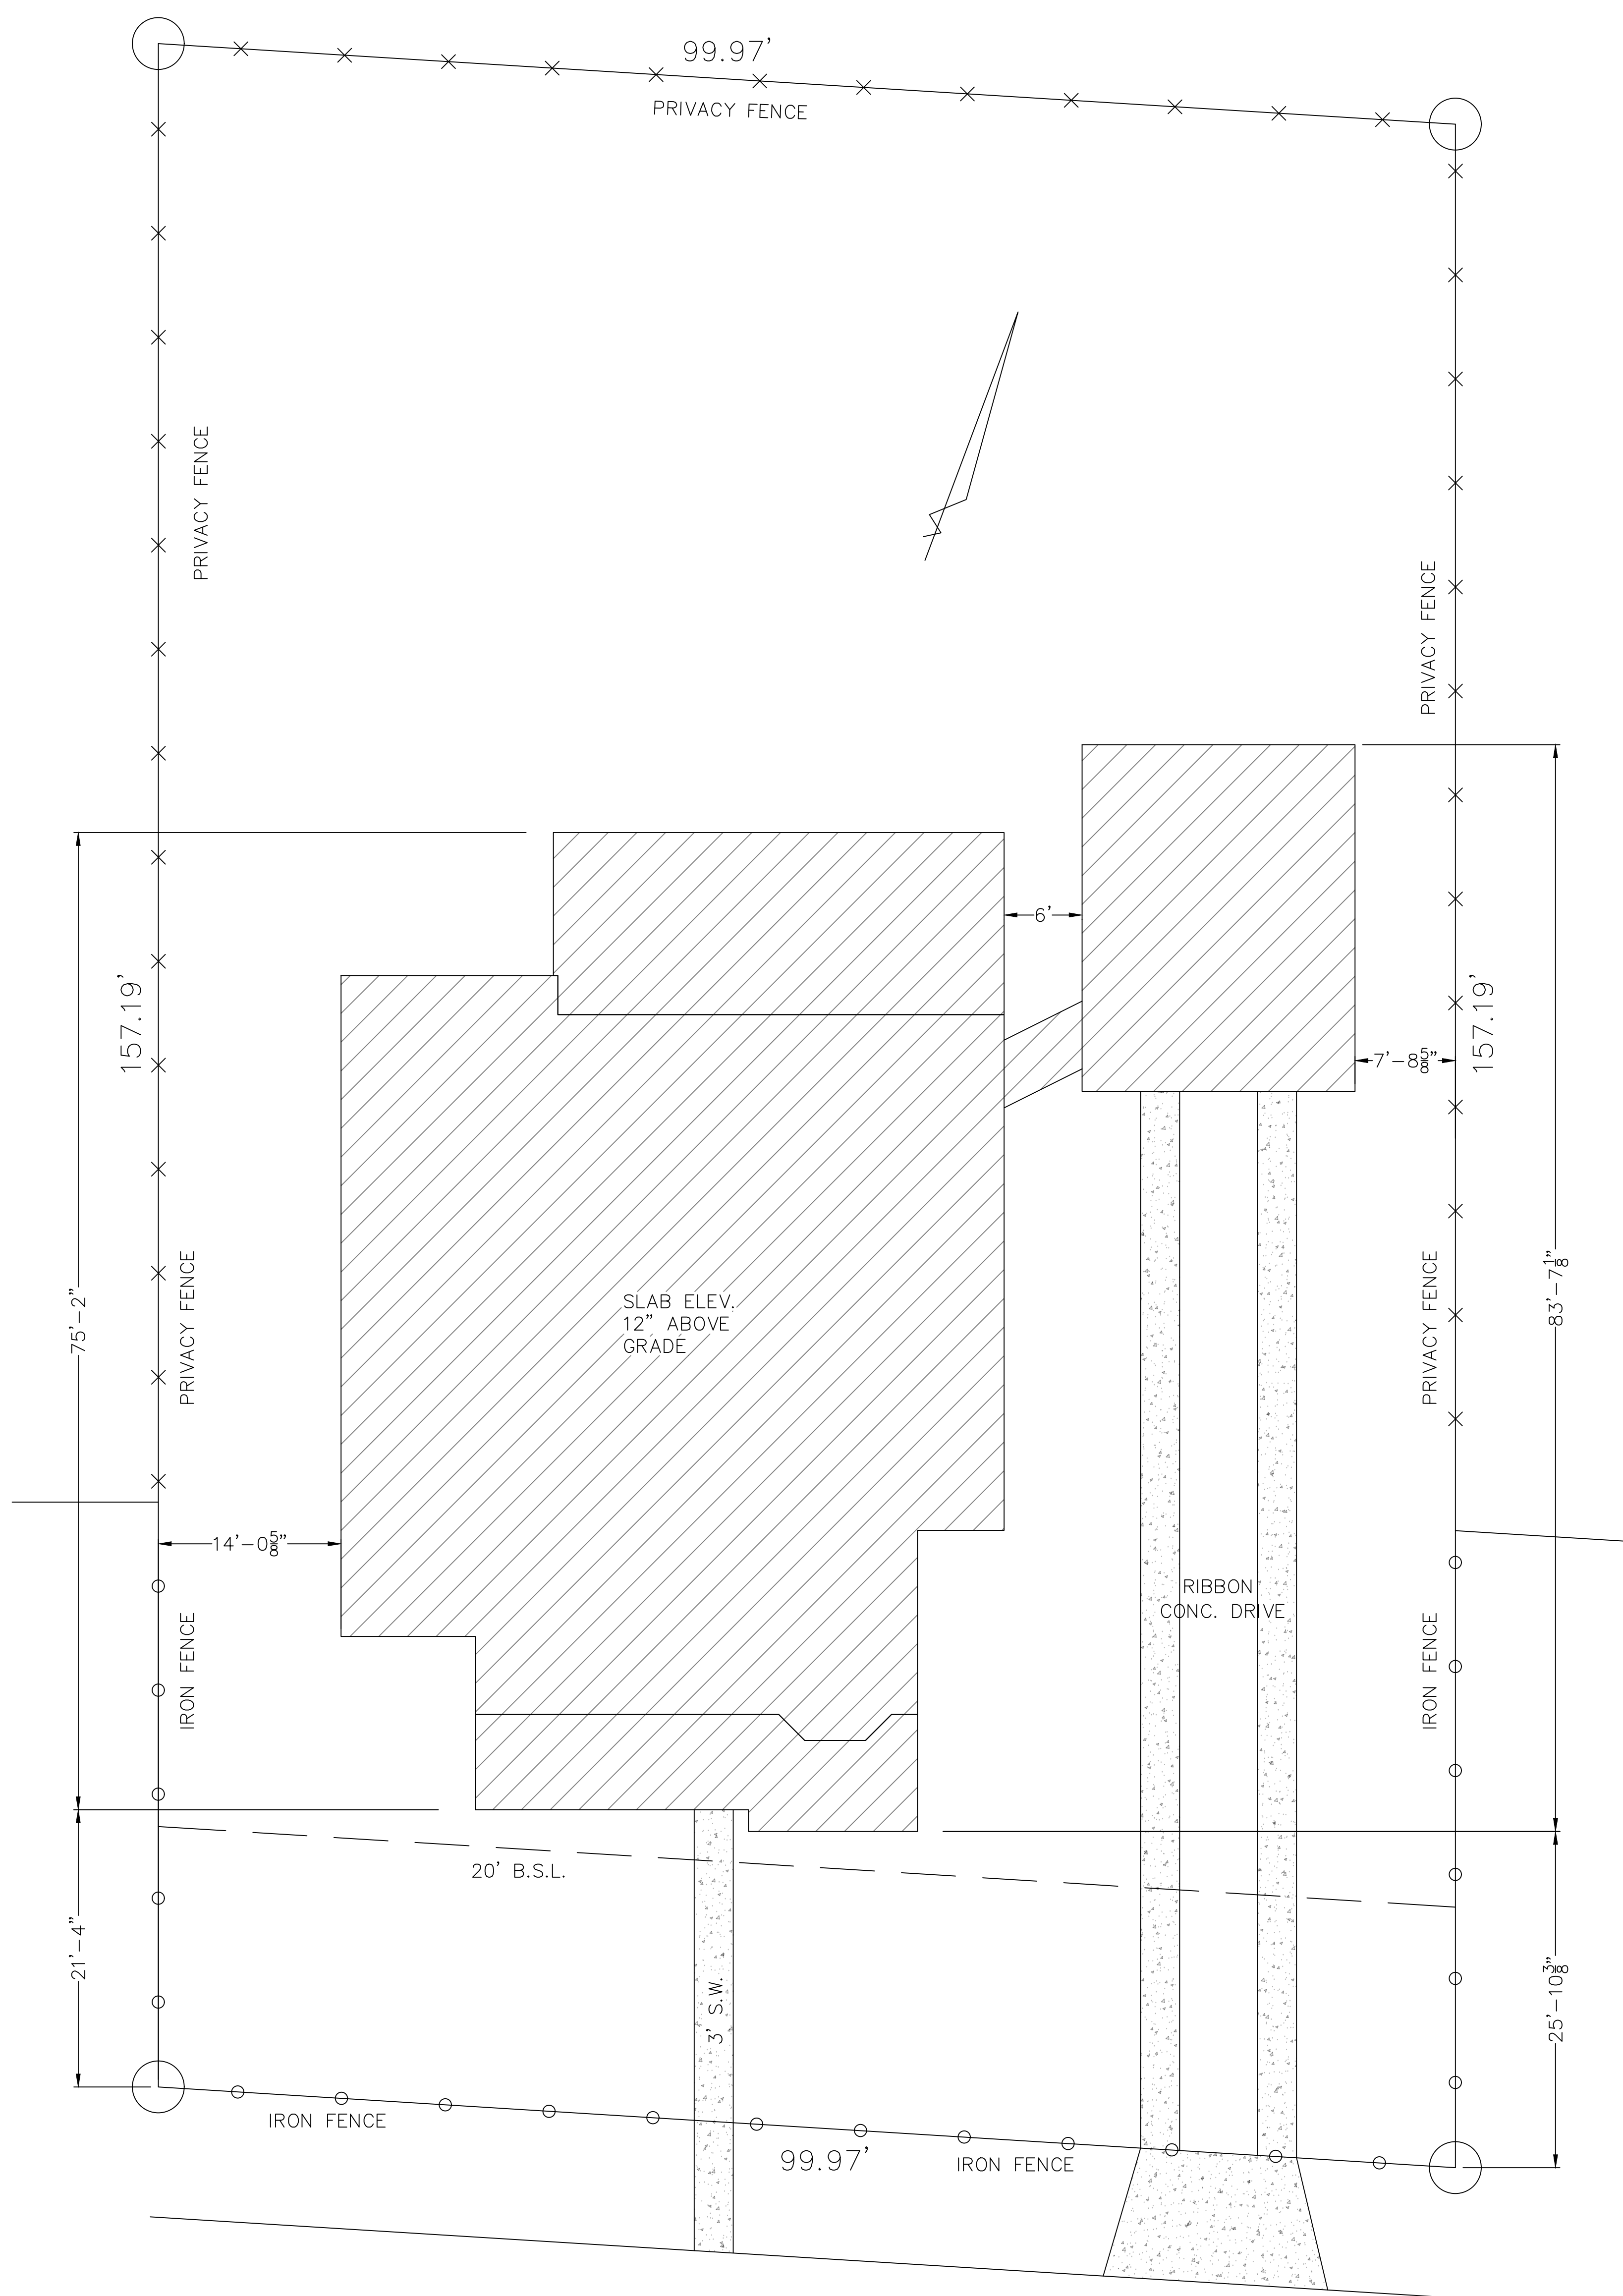 99.97'
PRIVACY FENCE
PRIVACY FENCE
PRIVACY FENCE
6'
157.19'
157.19'
7'-8⅝"
PRIVACY FENCE
PRIVACY FENCE
75'-2"
83'-7⅛"
SLAB ELEV.
12" ABOVE
GRADE
14'-0⅝"
RIBBON
CONC. DRIVE
IRON FENCE
IRON FENCE
20' B.S.L.
21'-4"
3' S.W.
25'-10⅜"
IRON FENCE
99.97'
IRON FENCE